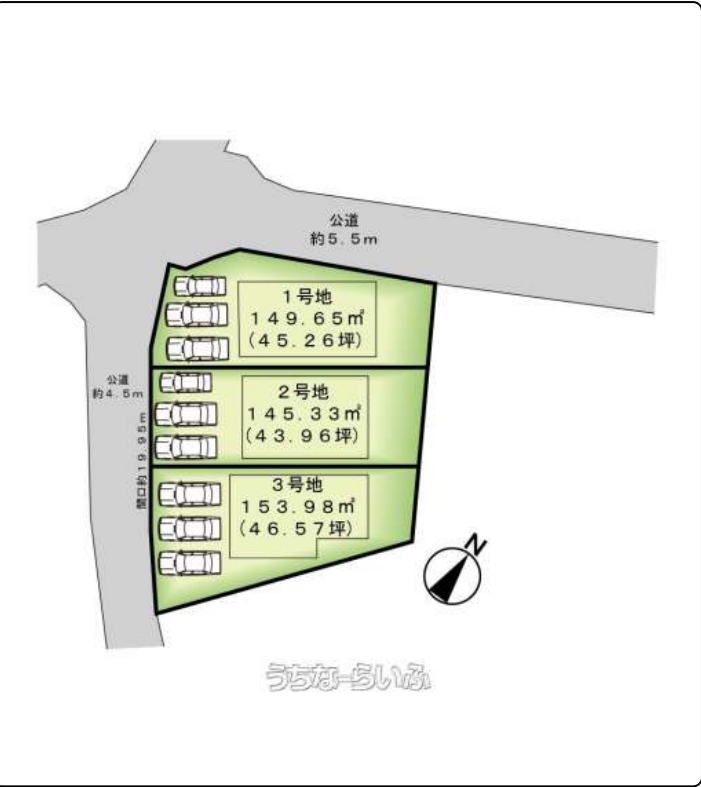 公道
約5.5m
1号地
149.65㎡
(45.26坪)
公道
約4.5m
2号地
145.33㎡
(43.96坪)
間口約19.95m
3号地
153.98㎡
(46.57坪)
N
うちなーらいふ